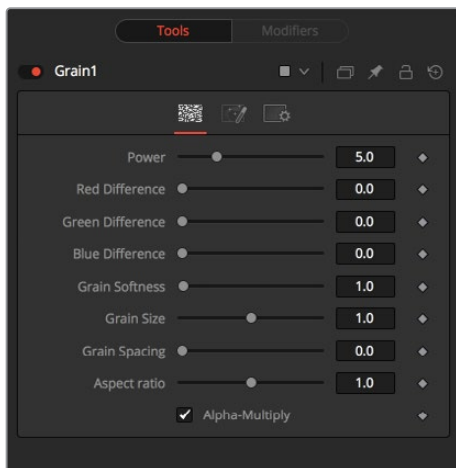 Tools Modifiers
Grain1
Power 5.0
Red Difference 0.0
Green Difference 0.0
Blue Difference 0.0
Grain Softness 1.0
Grain Size 1.0
Grain Spacing 0.0
Aspect ratio 1.0
Alpha-Multiply